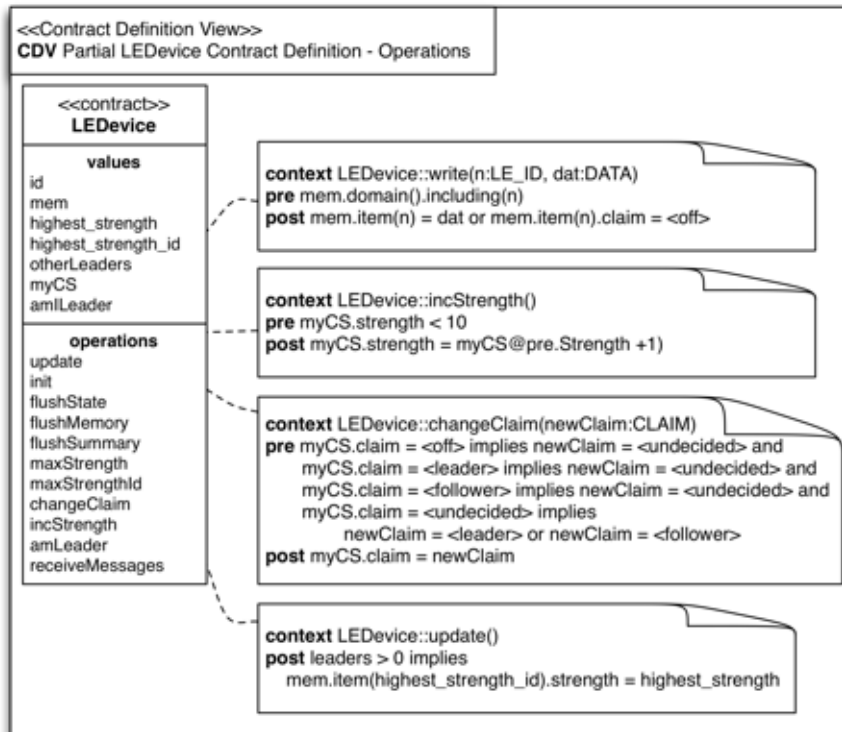 <<Contract Definition View>>
CDV Partial LEDevice Contract Definition - Operations
<<contract>>
LEDevice
values
id
mem
highest_strength
highest_strength_id
otherLeaders
myCS
amILeader
operations
update
init
flushState
flushMemory
flushSummary
maxStrength
maxStrengthId
changeClaim
incStrength
amLeader
receiveMessages
context LEDevice::write(n:LE_ID, dat:DATA)
pre mem.domain().including(n)
post mem.item(n) = dat or mem.item(n).claim = <off>
context LEDevice::incStrength()
pre myCS.strength < 10
post myCS.strength = myCS@pre.Strength +1)
context LEDevice::changeClaim(newClaim:CLAIM)
pre myCS.claim = <off> implies newClaim = <undecided> and
myCS.claim = <leader> implies newClaim = <undecided> and
myCS.claim = <follower> implies newClaim = <undecided> and
myCS.claim = <undecided> implies
newClaim = <leader> or newClaim = <follower>
post myCS.claim = newClaim
context LEDevice::update()
post leaders > 0 implies
mem.item(highest_strength_id).strength = highest_strength